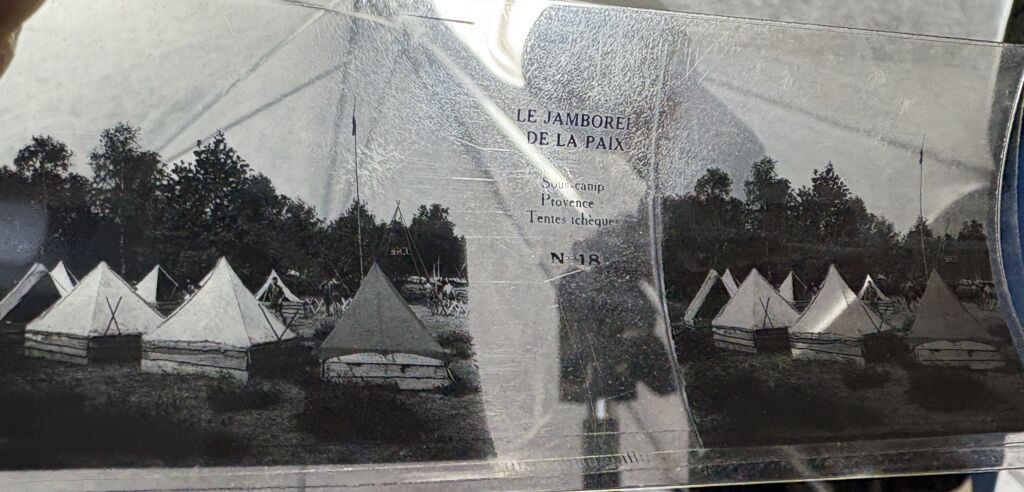 LE JAMBOREE
DE LA PAIX
Sous-camp
Provence :
Tentes tchèques
N° 18